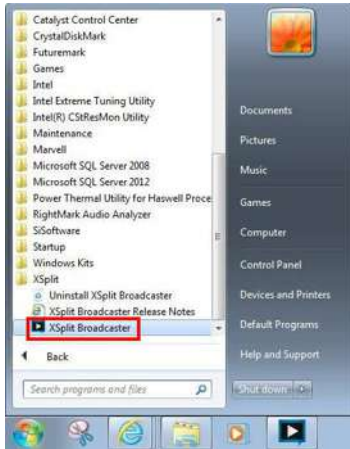 Catalyst Control Center
CrystalDiskMark
Futuremark
Games
Intel
Intel Extreme Tuning Utility
Intel(R) CStResMon Utility
Maintenance
Marvell
Microsoft SQL Server 2008
Microsoft SQL Server 2012
Power Thermal Utility for Haswell Proce
RightMark Audio Analyzer
SiSoftware
Startup
Windows Kits
XSplit
Uninstall XSplit Broadcaster
XSplit Broadcaster Release Notes
XSplit Broadcaster
Back
Search programs and files
Documents
Pictures
Music
Games
Computer
Control Panel
Devices and Printers
Default Programs
Help and Support
Shut down